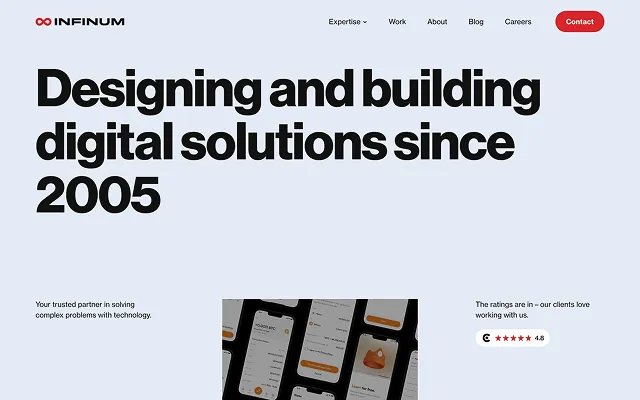 INFINUM
Expertise
Work
About
Blog
Careers
Contact
Designing and building
digital solutions since
2005
Your trusted partner in solving
complex problems with technology.
The ratings are in – our clients love
working with us.
4.8